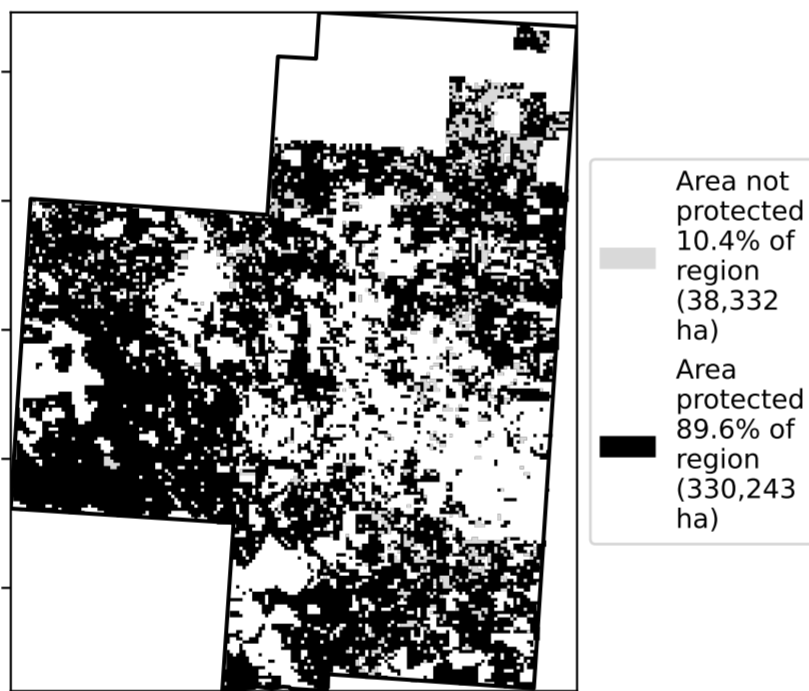 Area not
protected
10.4% of
region
(38,332
ha)
Area
protected
89.6% of
region
(330,243
ha)